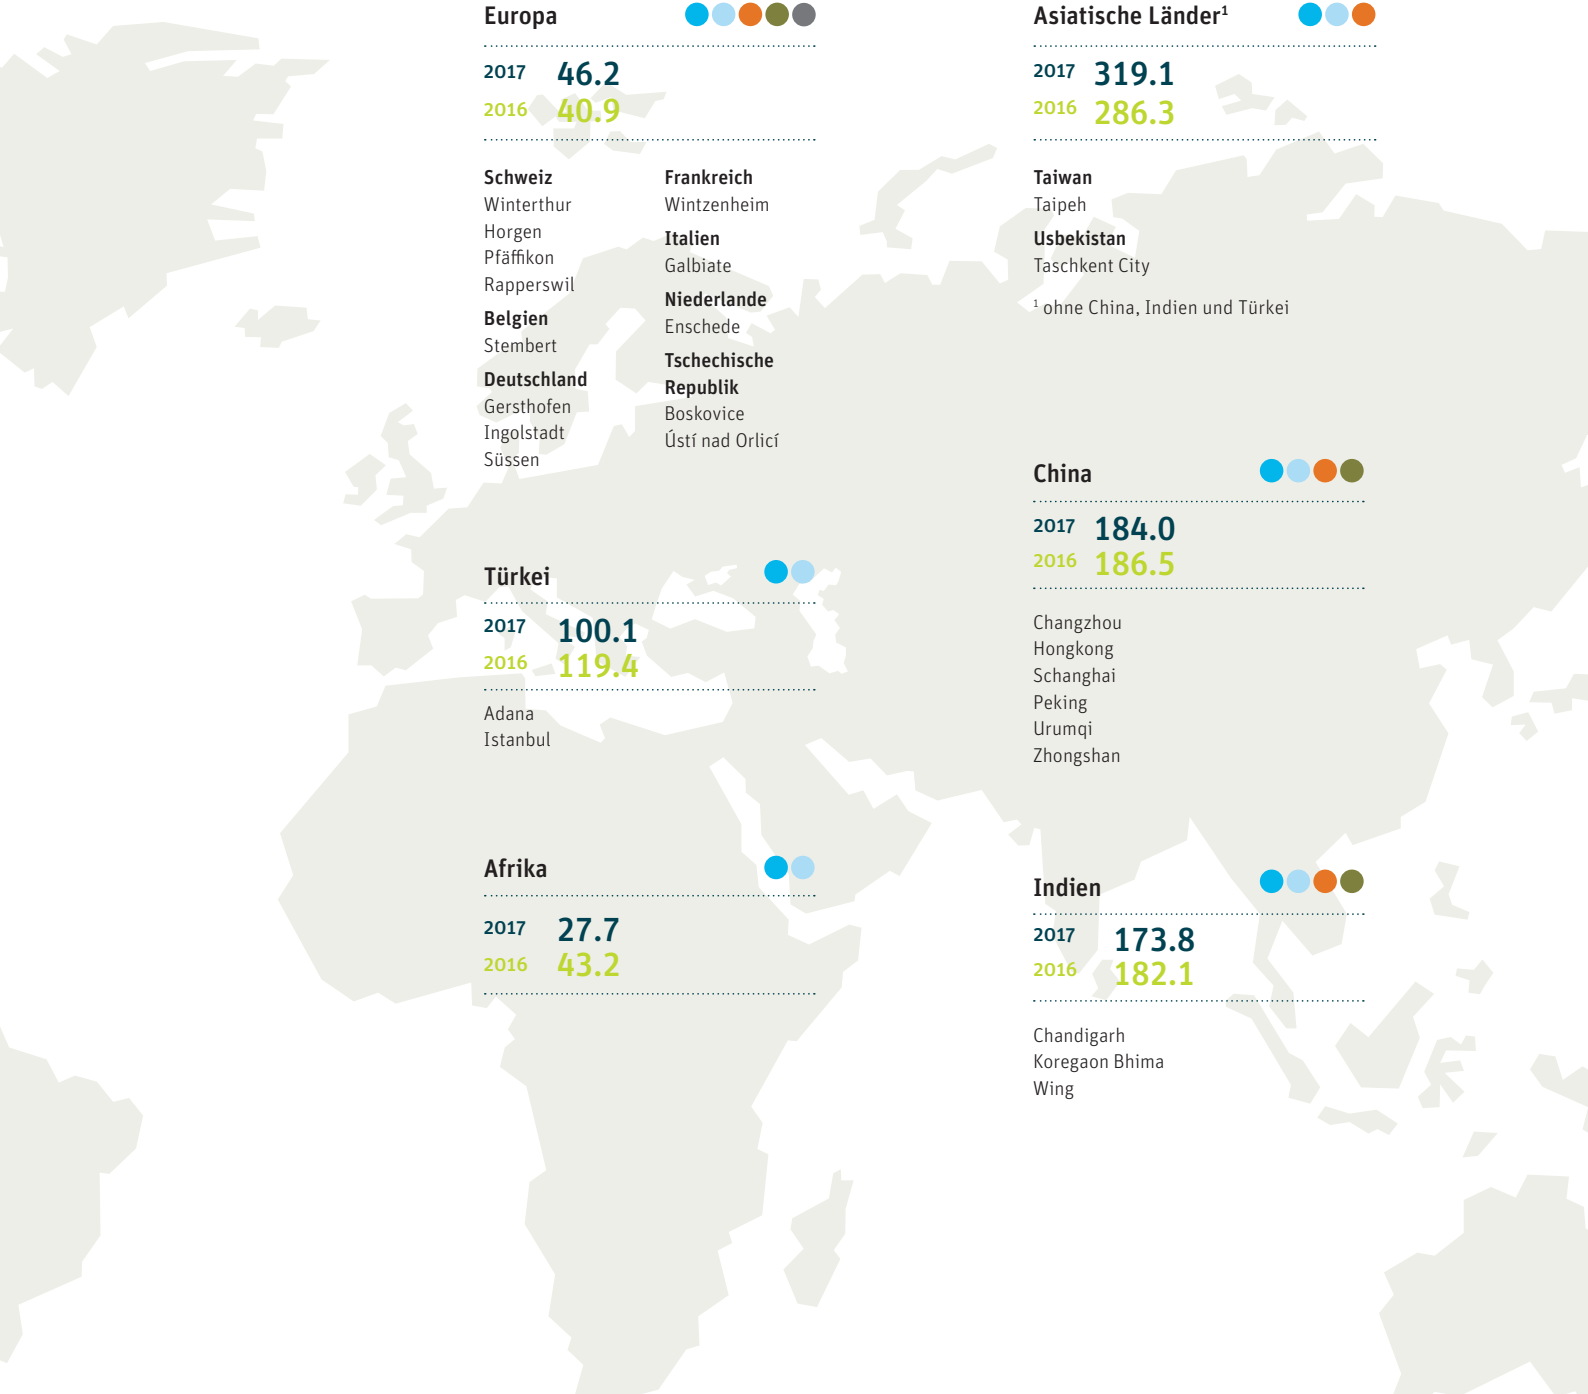 Europa
2017 46.2
2016 40.9
Schweiz
Winterthur
Horgen
Pfäffikon
Rapperswil
Belgien
Stembert
Deutschland
Gersthofen
Ingolstadt
Süssen
Frankreich
Wintzenheim
Italien
Galbiate
Niederlande
Enschede
Tschechische
Republik
Boskovice
Ústí nad Orlicí
Türkei
2017 100.1
2016 119.4
Adana
Istanbul
Afrika
2017 27.7
2016 43.2
Asiatische Länder¹
2017 319.1
2016 286.3
Taiwan
Taipeh
Usbekistan
Taschkent City
¹ ohne China, Indien und Türkei
China
2017 184.0
2016 186.5
Changzhou
Hongkong
Schanghai
Peking
Urumqi
Zhongshan
Indien
2017 173.8
2016 182.1
Chandigarh
Koregaon Bhima
Wing